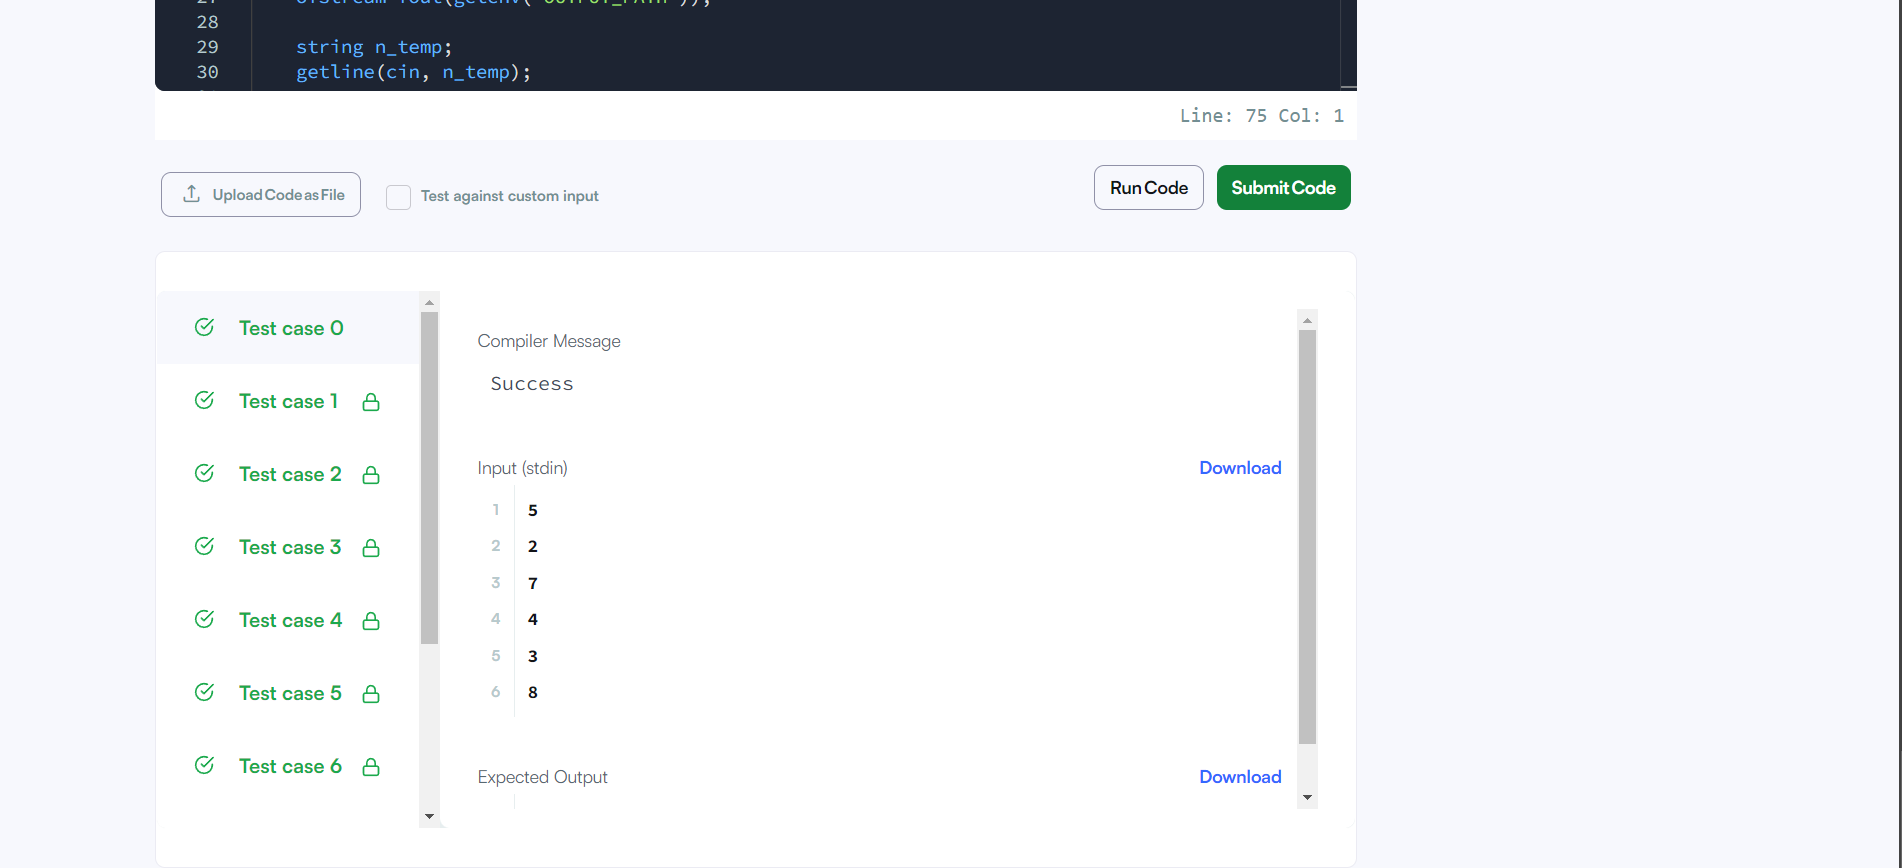 28
29 string n_temp;
30 getline(cin, n_temp);
Line: 75 Col: 1
Upload Code as File
Test against custom input
Run Code
Submit Code
Test case 0
Test case 1
Test case 2
Test case 3
Test case 4
Test case 5
Test case 6
Compiler Message
Success
Input (stdin)
Download
1 5
2 2
3 7
4 4
5 3
6 8
Expected Output
Download